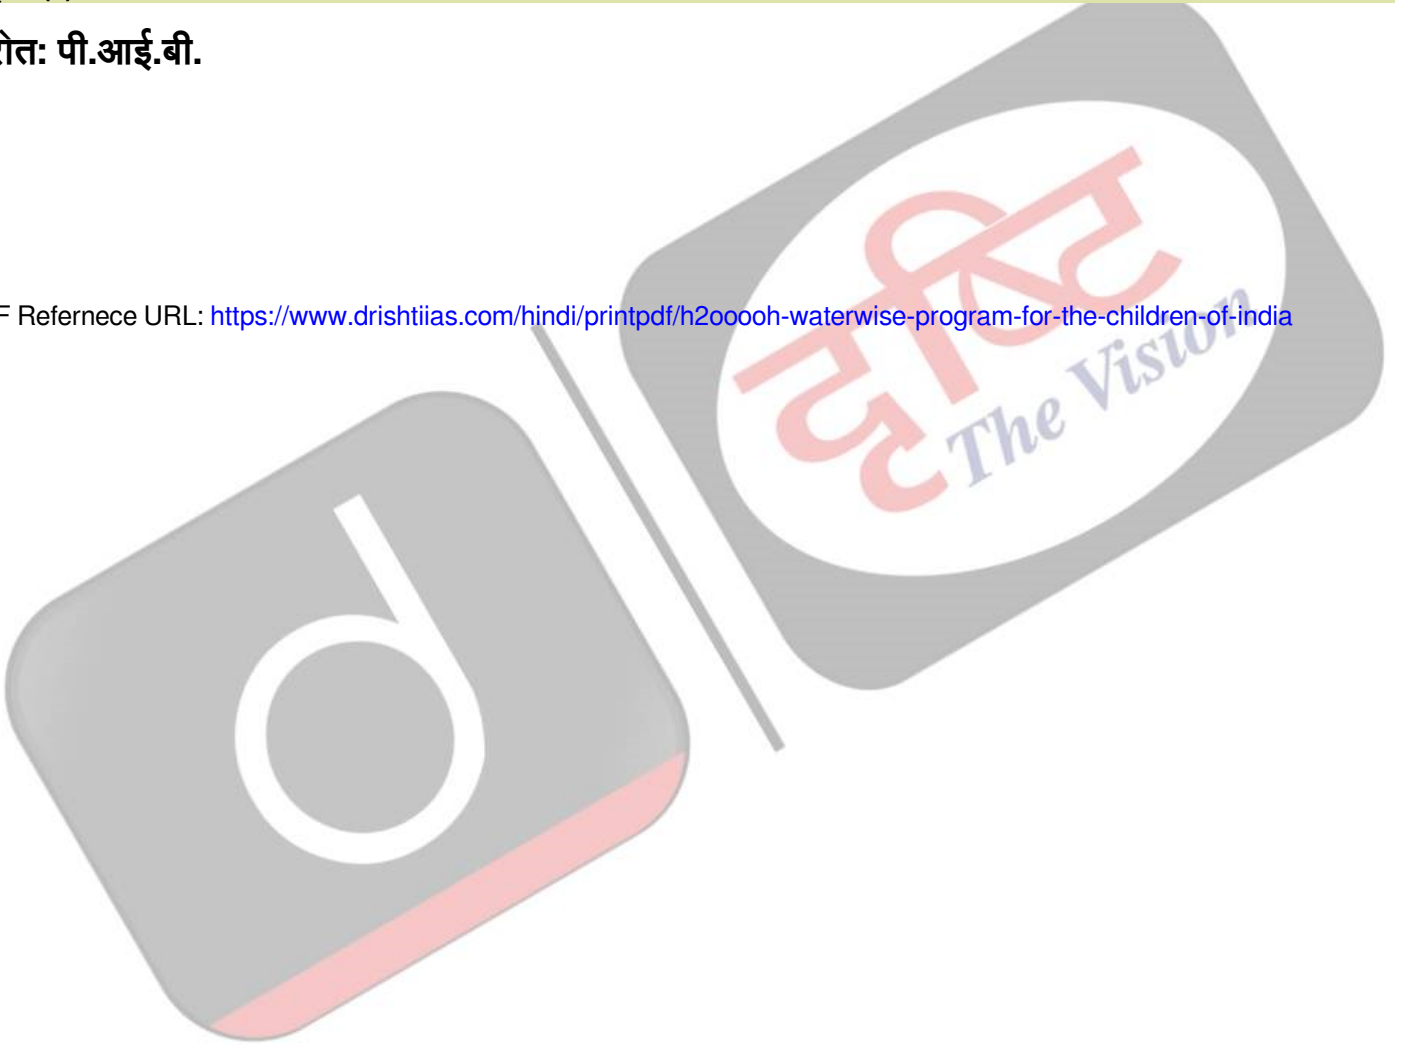 रोत: पी.आई.बी.
F Refernece URL: https://www.drishtiias.com/hindi/printpdf/h2ooooh-waterwise-program-for-the-children-of-india
दृष्टि
The Vision
d